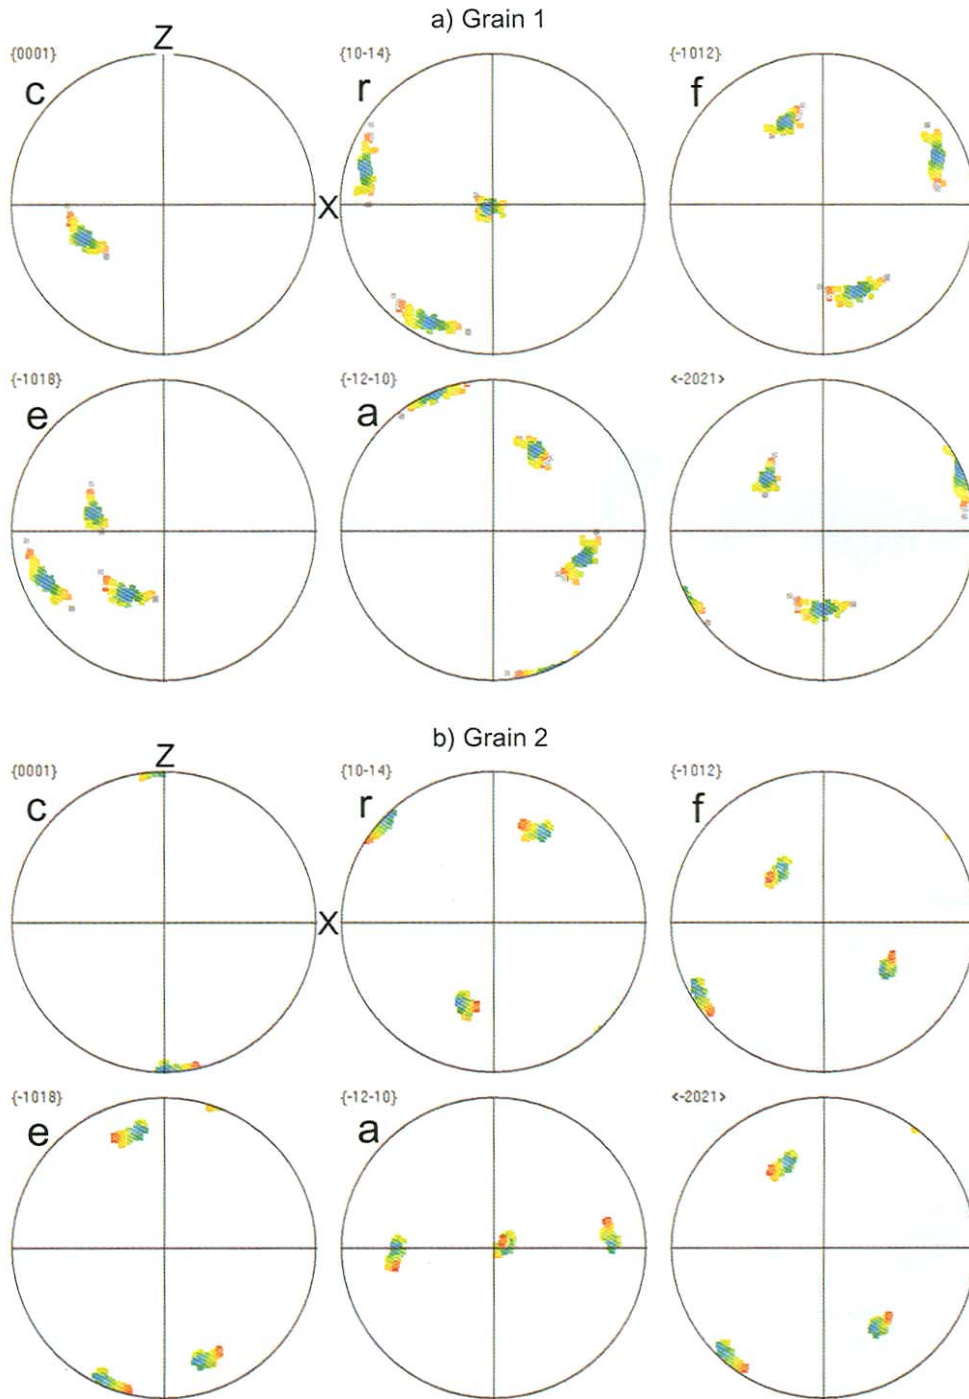 a) Grain 1
Z
{0001} {10-14} {-1012}
c r f
X
{-1018} {-12-10} <-2021>
e a
b) Grain 2
Z
{0001} {10-14} {-1012}
c r f
X
{-1018} {-12-10} <-2021>
e a